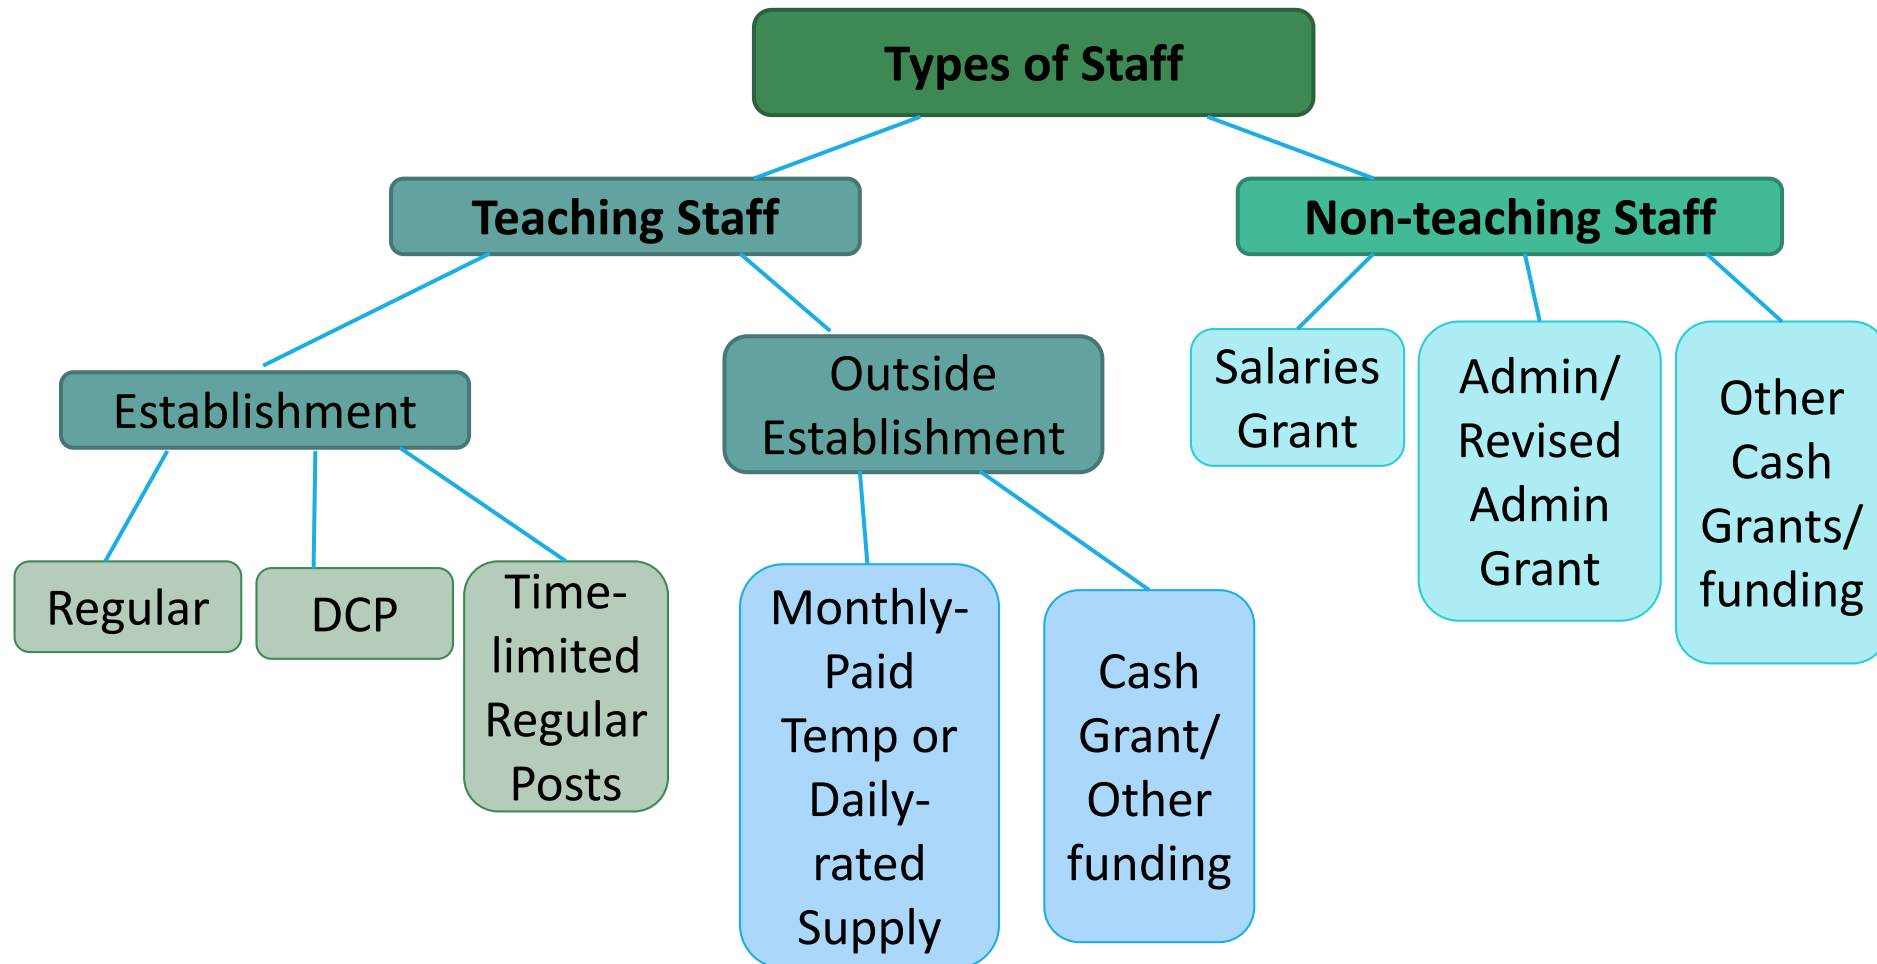 Types of Staff
Teaching Staff
Non-teaching Staff
Establishment
Outside
Establishment
Salaries
Grant
Admin/
Revised
Admin
Grant
Other
Cash
Grants/
funding
Regular
DCP
Time-
limited
Regular
Posts
Monthly-
Paid
Temp or
Daily-
rated
Supply
Cash
Grant/
Other
funding